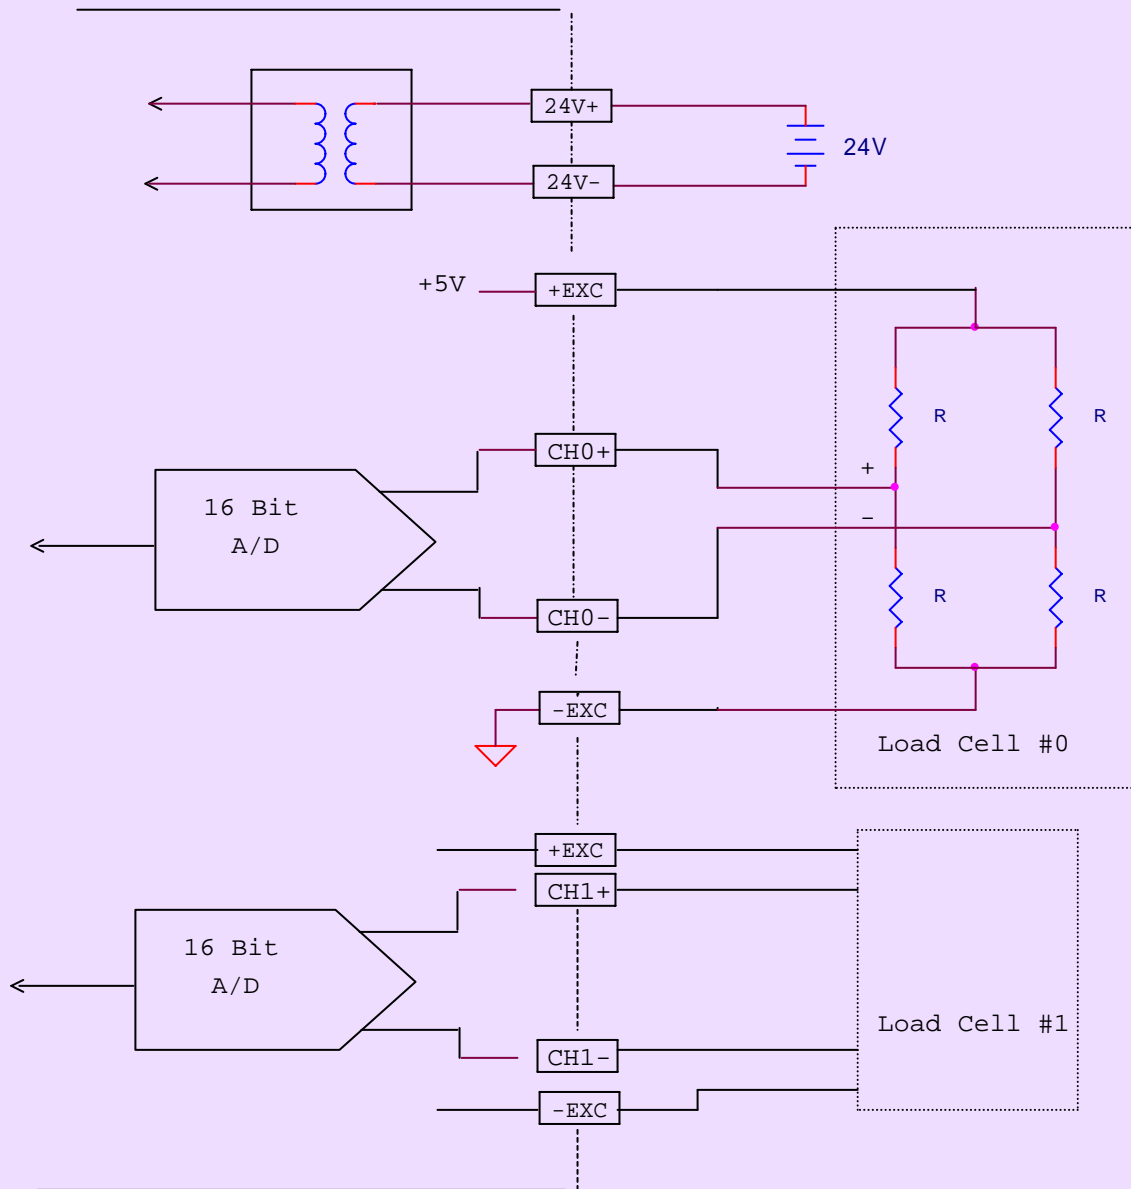 24V+
24V
24V-
+5V
+EXC
R
R
CH0+
+
16 Bit
A/D
-
R
R
CH0-
-EXC
Load Cell #0
+EXC
CH1+
16 Bit
A/D
Load Cell #1
CH1-
-EXC